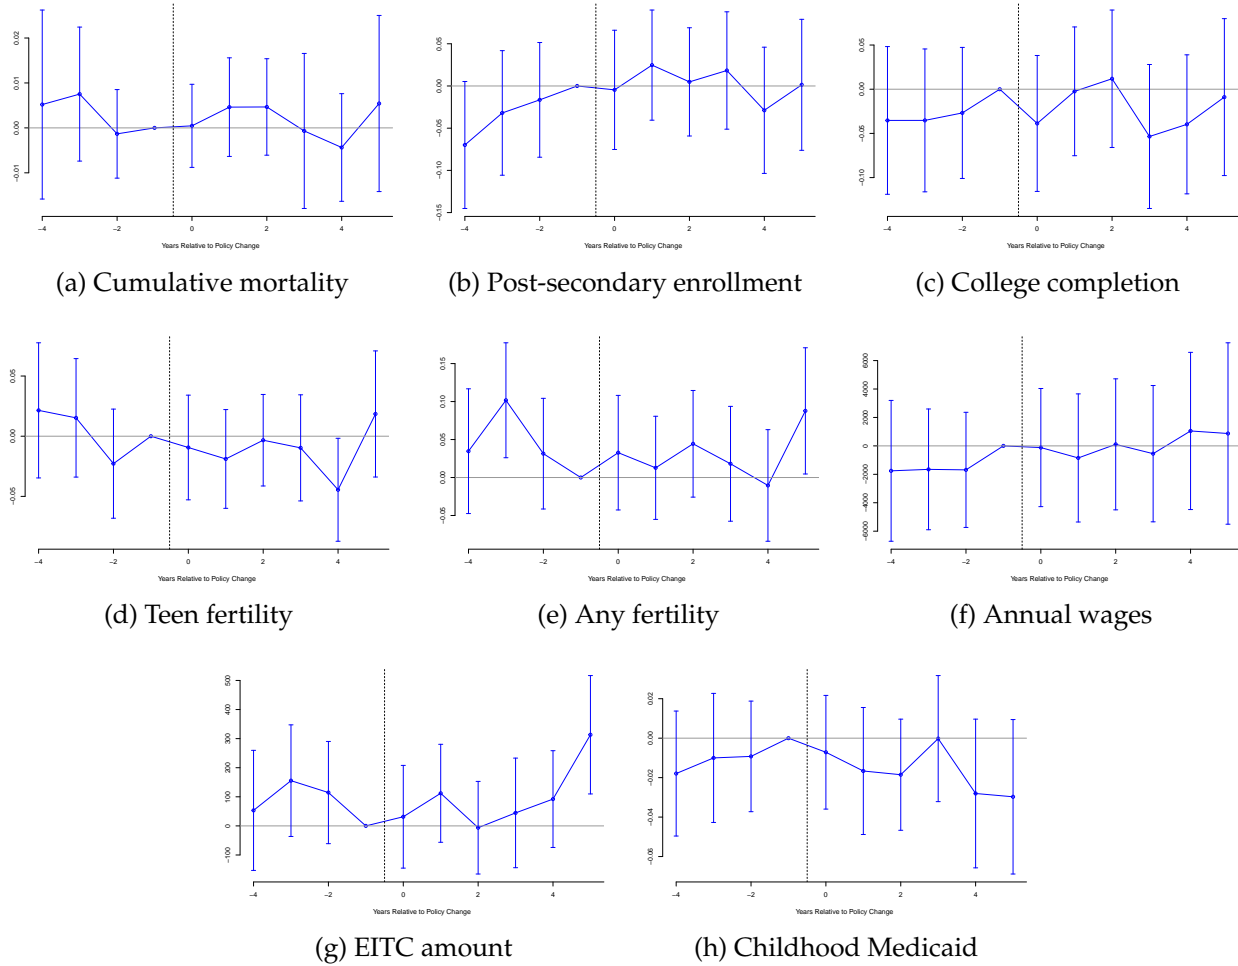 0.02
0.01
0.00
−0.01
−4 −2 0 2 4
Years Relative to Policy Change
(a) Cumulative mortality
0.05
0.00
−0.05
−0.10
−0.15
−4 −2 0 2 4
Years Relative to Policy Change
(b) Post-secondary enrollment
0.05
0.00
−0.05
−0.10
−4 −2 0 2 4
Years Relative to Policy Change
(c) College completion
0.05
0.00
−0.05
−4 −2 0 2 4
Years Relative to Policy Change
(d) Teen fertility
0.15
0.10
0.05
0.00
−0.05
−4 −2 0 2 4
Years Relative to Policy Change
(e) Any fertility
6000
4000
2000
0
−2000
−4000
−6000
−4 −2 0 2 4
Years Relative to Policy Change
(f) Annual wages
500
400
300
200
100
0
−100
−4 −2 0 2 4
Years Relative to Policy Change
(g) EITC amount
0.02
0.00
−0.02
−0.04
−0.06
−4 −2 0 2 4
Years Relative to Policy Change
(h) Childhood Medicaid